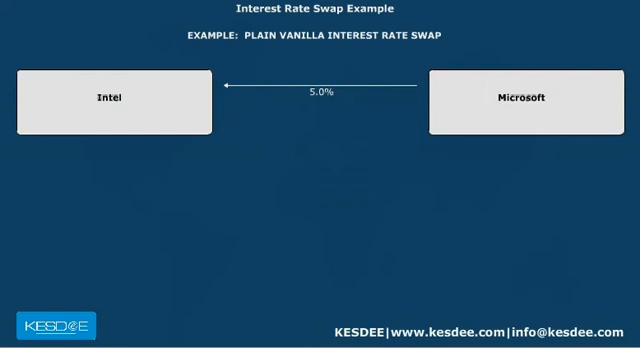 Interest Rate Swap Example
EXAMPLE: PLAIN VANILLA INTEREST RATE SWAP
Intel
5.0%
Microsoft
KESDEE
KESDEE|www.kesdee.com|info@kesdee.com